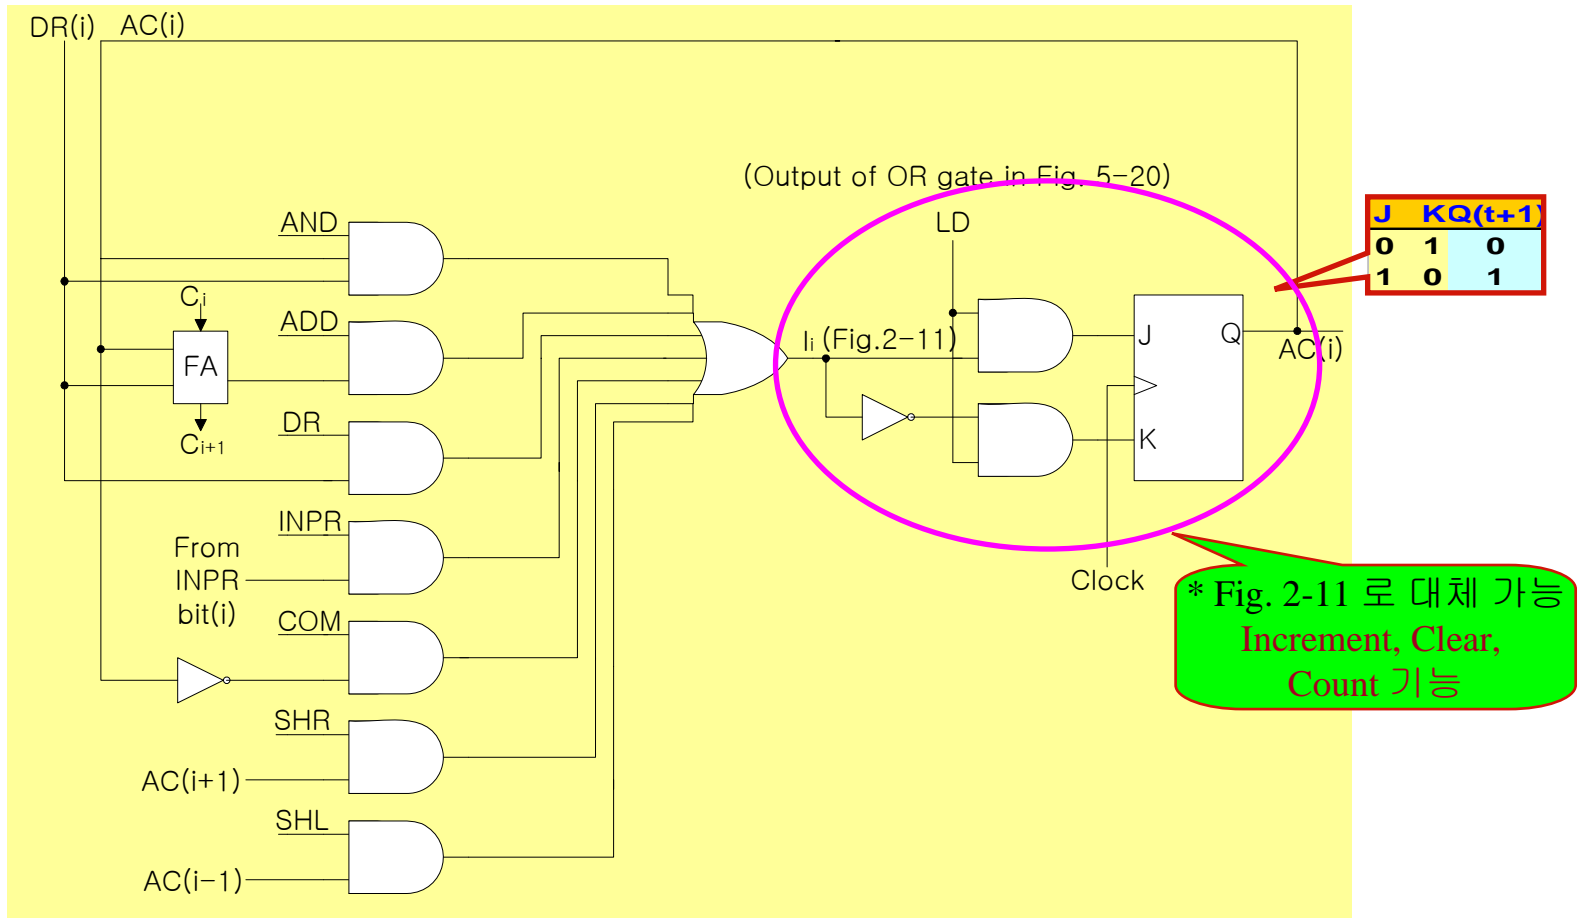 DR(i) AC(i)
(Output of OR gate in Fig. 5-20)
LD
J K Q(t+1)
0 1 0
1 0 1
AND
Ci
ADD
FA
Ci+1
DR
Ii (Fig.2-11)
J Q
AC(i)
K
INPR
From
INPR
bit(i)
Clock
* Fig. 2-11 로 대체 가능
Increment, Clear,
Count 기능
COM
SHR
AC(i+1)
SHL
AC(i-1)